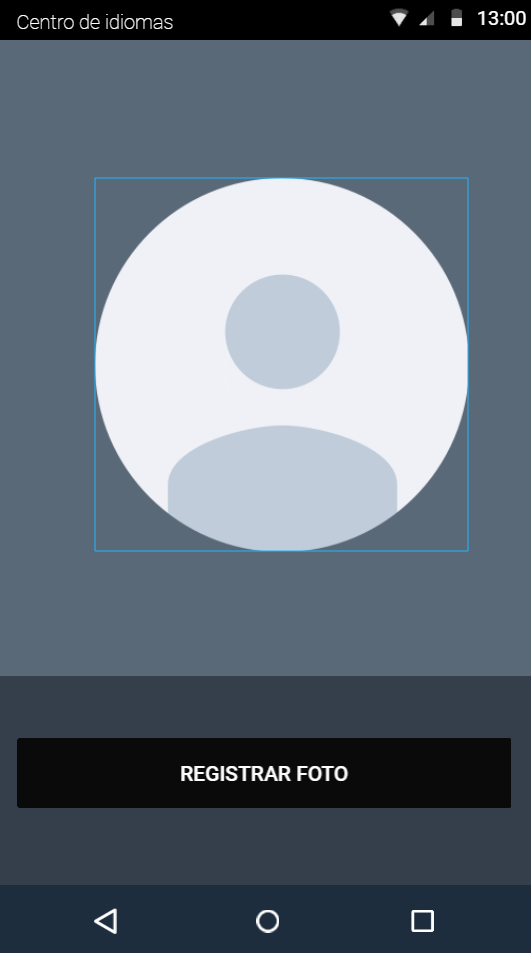 Centro de idiomas
13:00
REGISTRAR FOTO